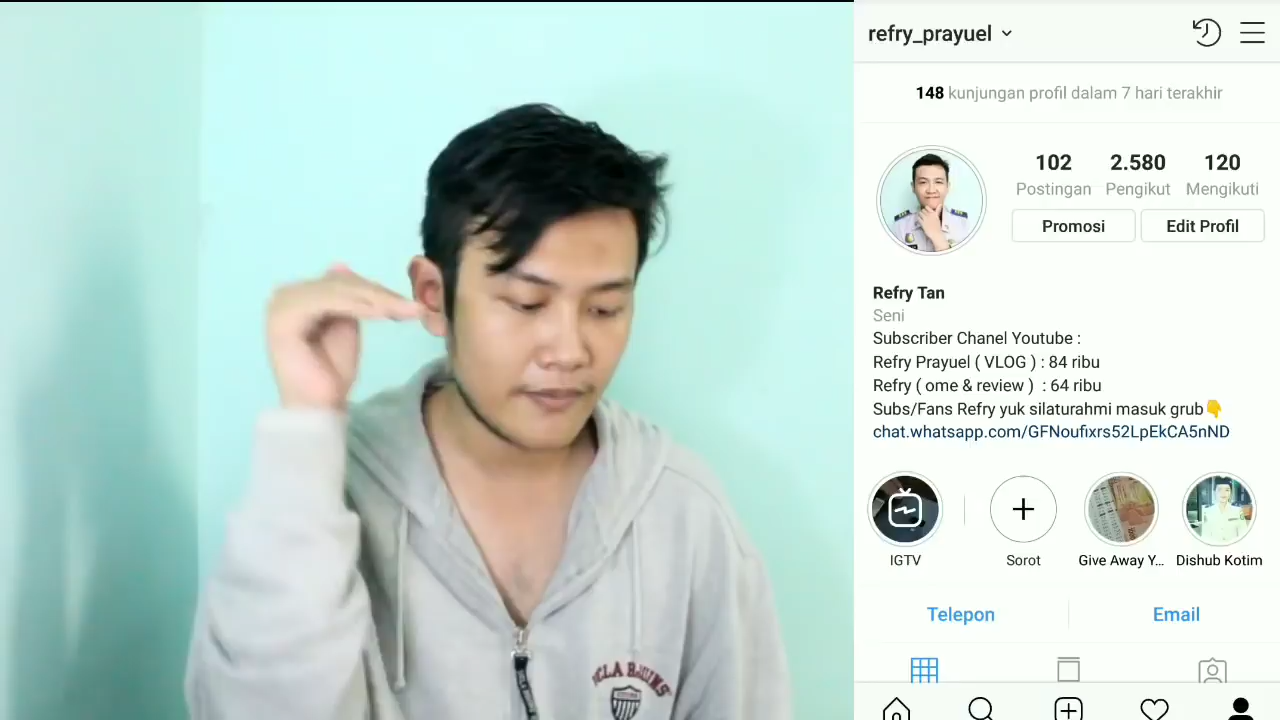 refry_prayuel
148 kunjungan profil dalam 7 hari terakhir
102 2.580 120
Postingan Pengikut Mengikuti
Promosi Edit Profil
Refry Tan
Seni
Subscriber Chanel Youtube :
Refry Prayuel ( VLOG ) : 84 ribu
Refry ( ome & review ) : 64 ribu
Subs/Fans Refry yuk silaturahmi masuk grub👇
chat.whatsapp.com/GFNoufixrs52LpEkCA5nND
IGTV Sorot Give Away Y... Dishub Kotim
Telepon Email
UCLA BRUINS